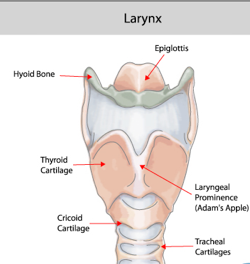 Larynx
Epiglottis
Hyoid Bone
Thyroid
Cartilage
Laryngeal
Prominence
(Adam's Apple)
Cricoid
Cartilage
Tracheal
Cartilages